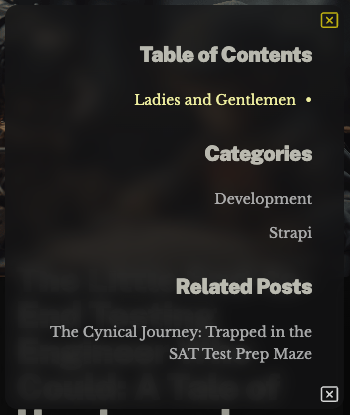 Table of Contents
Ladies and Gentlemen •
Categories
Development
Strapi
Related Posts
The Cynical Journey: Trapped in the
SAT Test Prep Maze